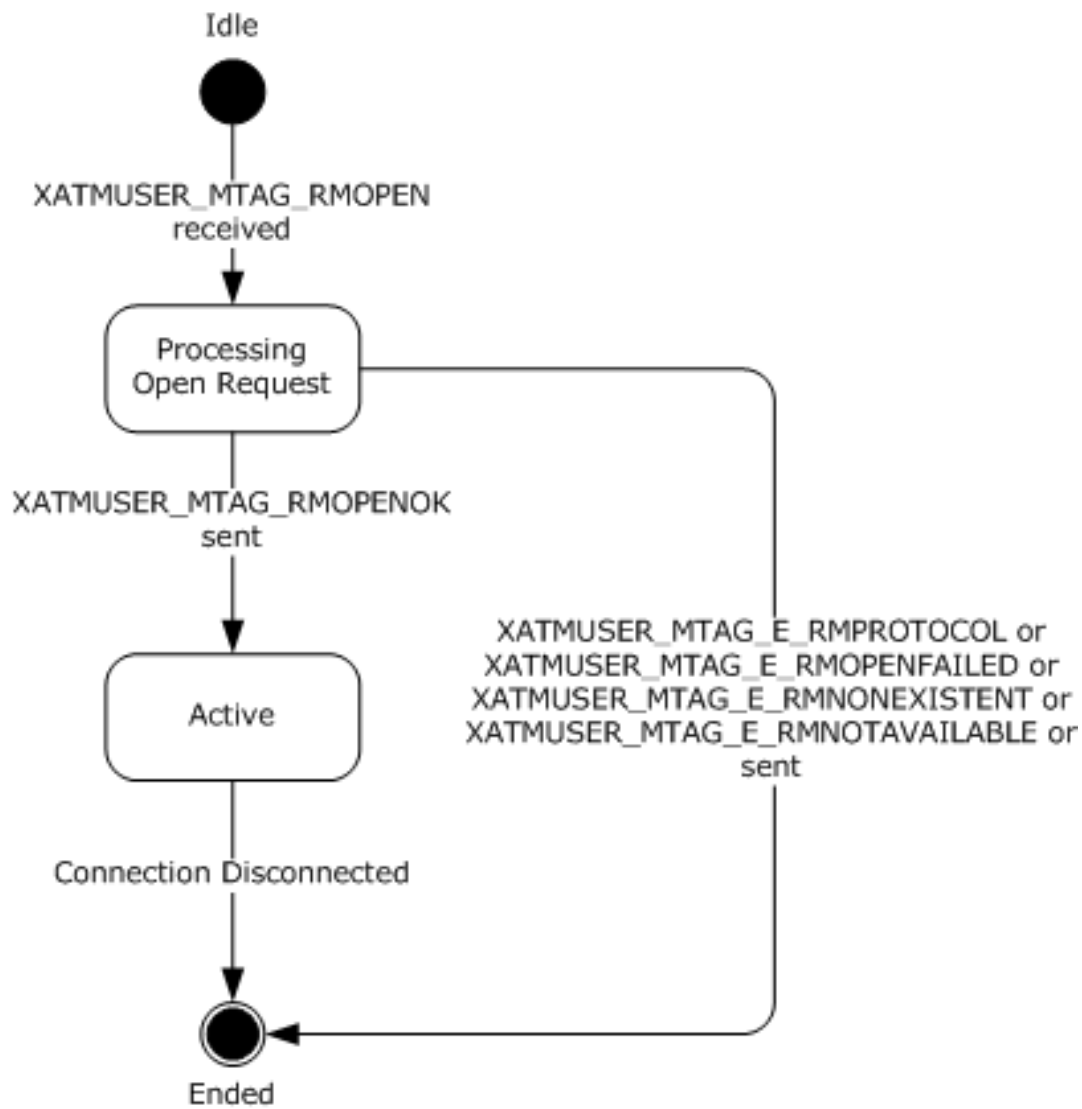 Idle
XATMUSER_MTAG_RMOPEN
received
Processing
Open Request
XATMUSER_MTAG_RMOPENOK
sent
XATMUSER_MTAG_E_RMPROTOCOL or
XATMUSER_MTAG_E_RMOPENFAILED or
XATMUSER_MTAG_E_RMNONEXISTENT or
XATMUSER_MTAG_E_RMNOTAVAILABLE or
sent
Active
Connection Disconnected
Ended